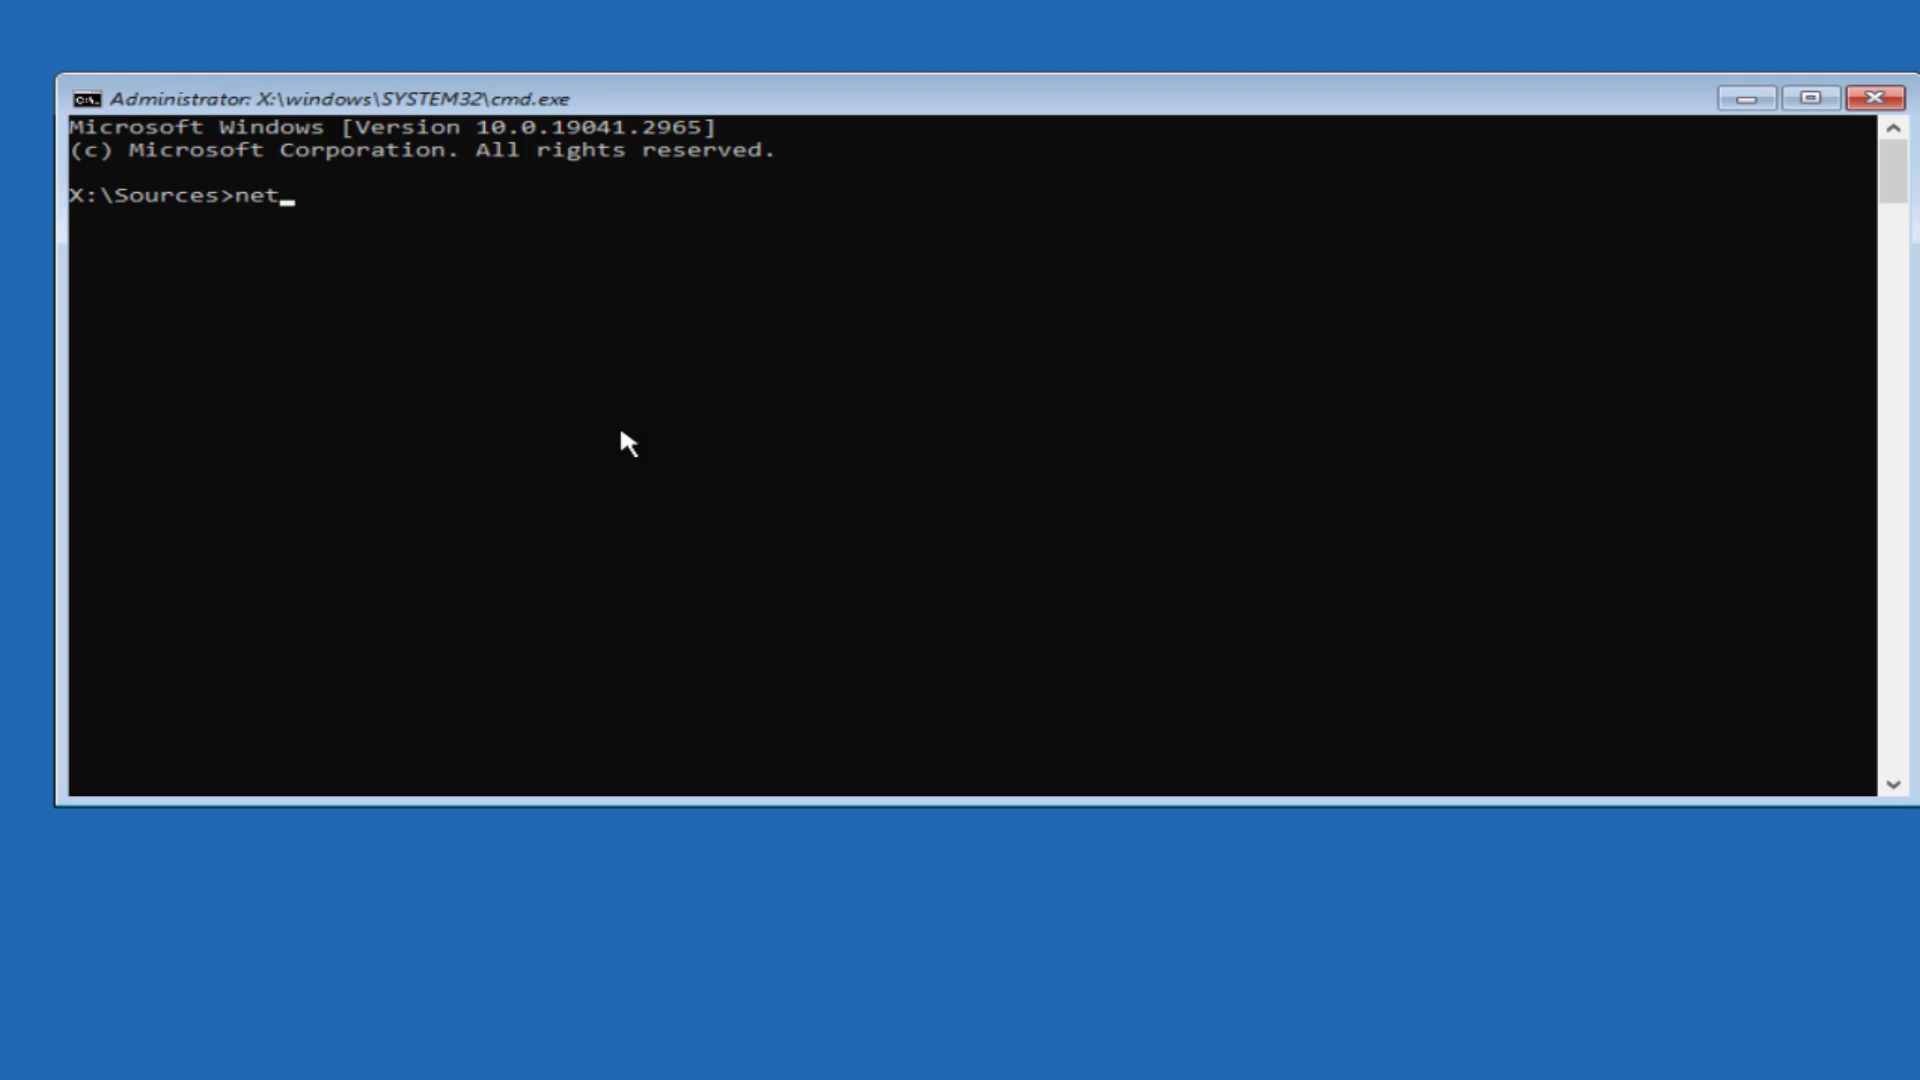 Administrator: X:\windows\SYSTEM32\cmd.exe
Microsoft Windows [Version 10.0.19041.2965]
(c) Microsoft Corporation. All rights reserved.
X:\Sources>net